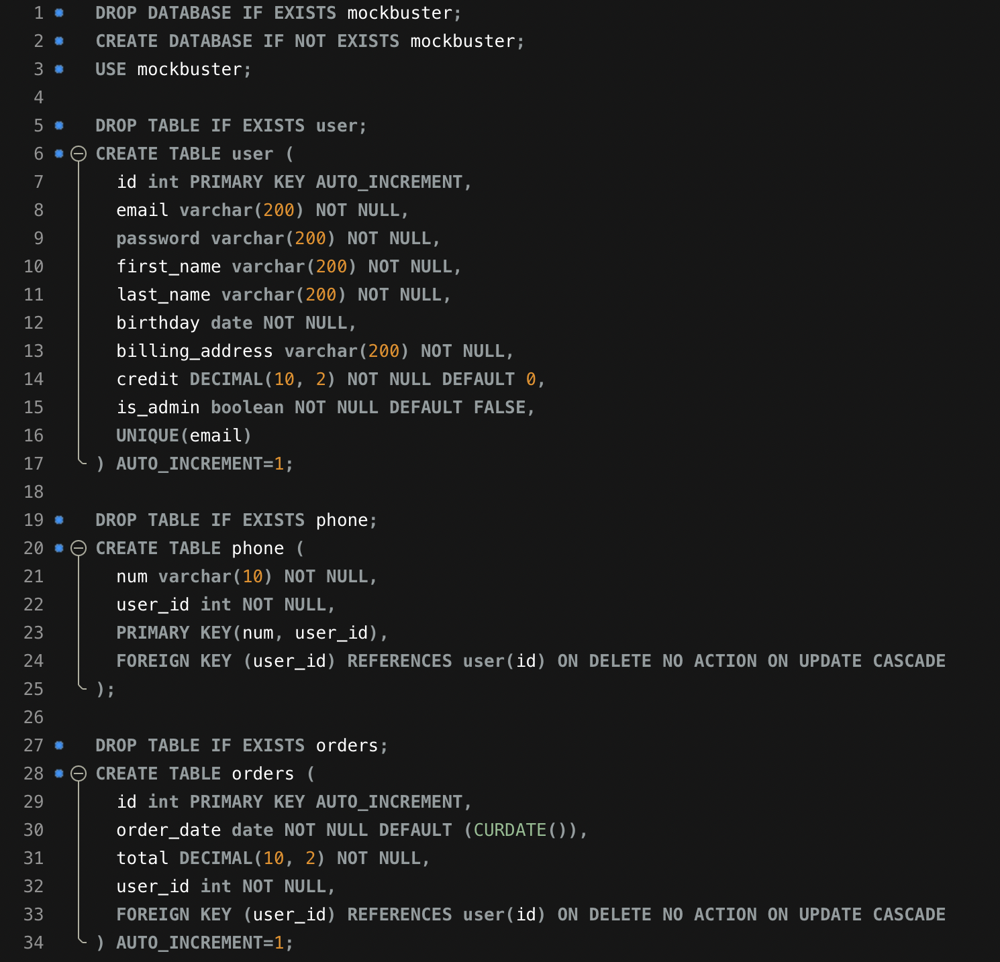 1 DROP DATABASE IF EXISTS mockbuster;
2 CREATE DATABASE IF NOT EXISTS mockbuster;
3 USE mockbuster;
4
5 DROP TABLE IF EXISTS user;
6 CREATE TABLE user (
7 id int PRIMARY KEY AUTO_INCREMENT,
8 email varchar(200) NOT NULL,
9 password varchar(200) NOT NULL,
10 first_name varchar(200) NOT NULL,
11 last_name varchar(200) NOT NULL,
12 birthday date NOT NULL,
13 billing_address varchar(200) NOT NULL,
14 credit DECIMAL(10, 2) NOT NULL DEFAULT 0,
15 is_admin boolean NOT NULL DEFAULT FALSE,
16 UNIQUE(email)
17 ) AUTO_INCREMENT=1;
18
19 DROP TABLE IF EXISTS phone;
20 CREATE TABLE phone (
21 num varchar(10) NOT NULL,
22 user_id int NOT NULL,
23 PRIMARY KEY(num, user_id),
24 FOREIGN KEY (user_id) REFERENCES user(id) ON DELETE NO ACTION ON UPDATE CASCADE
25 );
26
27 DROP TABLE IF EXISTS orders;
28 CREATE TABLE orders (
29 id int PRIMARY KEY AUTO_INCREMENT,
30 order_date date NOT NULL DEFAULT (CURDATE()),
31 total DECIMAL(10, 2) NOT NULL,
32 user_id int NOT NULL,
33 FOREIGN KEY (user_id) REFERENCES user(id) ON DELETE NO ACTION ON UPDATE CASCADE
34 ) AUTO_INCREMENT=1;